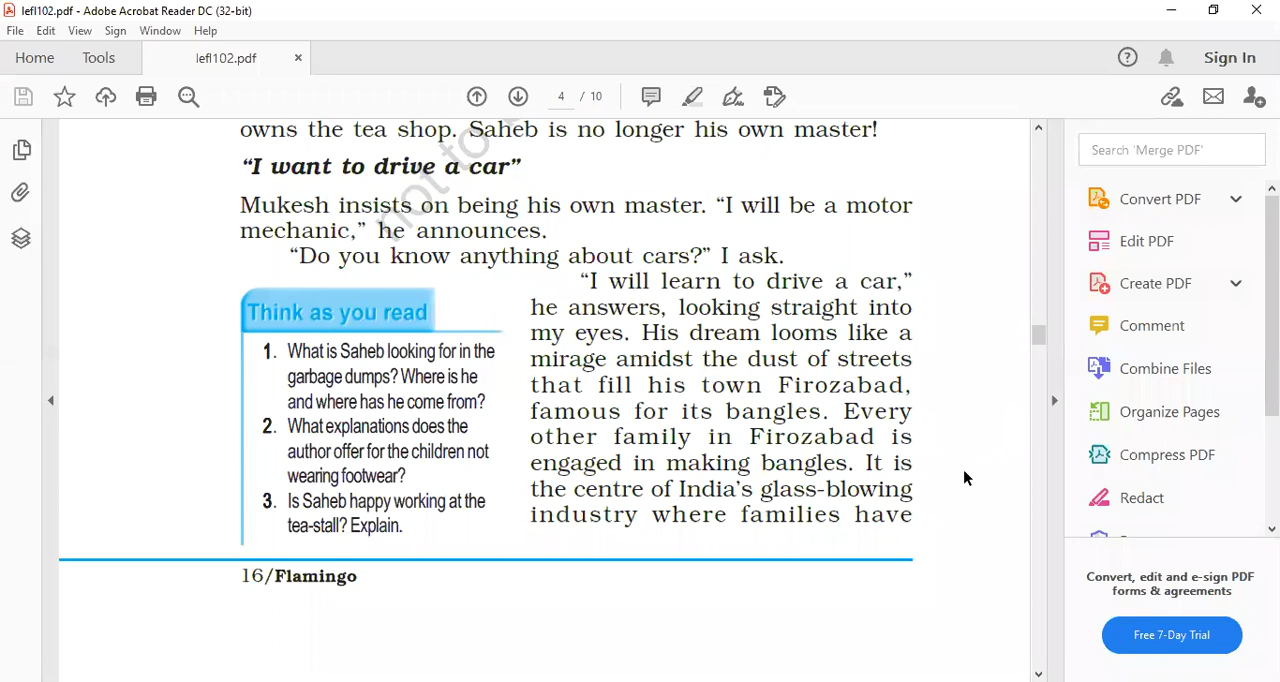 lefl102.pdf - Adobe Acrobat Reader DC (32-bit)
File Edit View Sign Window Help
Home Tools lefl102.pdf × Sign In
4 / 10
owns the tea shop. Saheb is no longer his own master!
“I want to drive a car”
Mukesh insists on being his own master. “I will be a motor
mechanic,” he announces.
“Do you know anything about cars?” I ask.
“I will learn to drive a car,”
he answers, looking straight into
my eyes. His dream looms like a
mirage amidst the dust of streets
that fill his town Firozabad,
famous for its bangles. Every
other family in Firozabad is
engaged in making bangles. It is
the centre of India’s glass-blowing
industry where families have
Think as you read
1. What is Saheb looking for in the
garbage dumps? Where is he
and where has he come from?
2. What explanations does the
author offer for the children not
wearing footwear?
3. Is Saheb happy working at the
tea-stall? Explain.
16/Flamingo
not to
Search 'Merge PDF'
Convert PDF
Edit PDF
Create PDF
Comment
Combine Files
Organize Pages
Compress PDF
Redact
Convert, edit and e-sign PDF
forms & agreements
Free 7-Day Trial